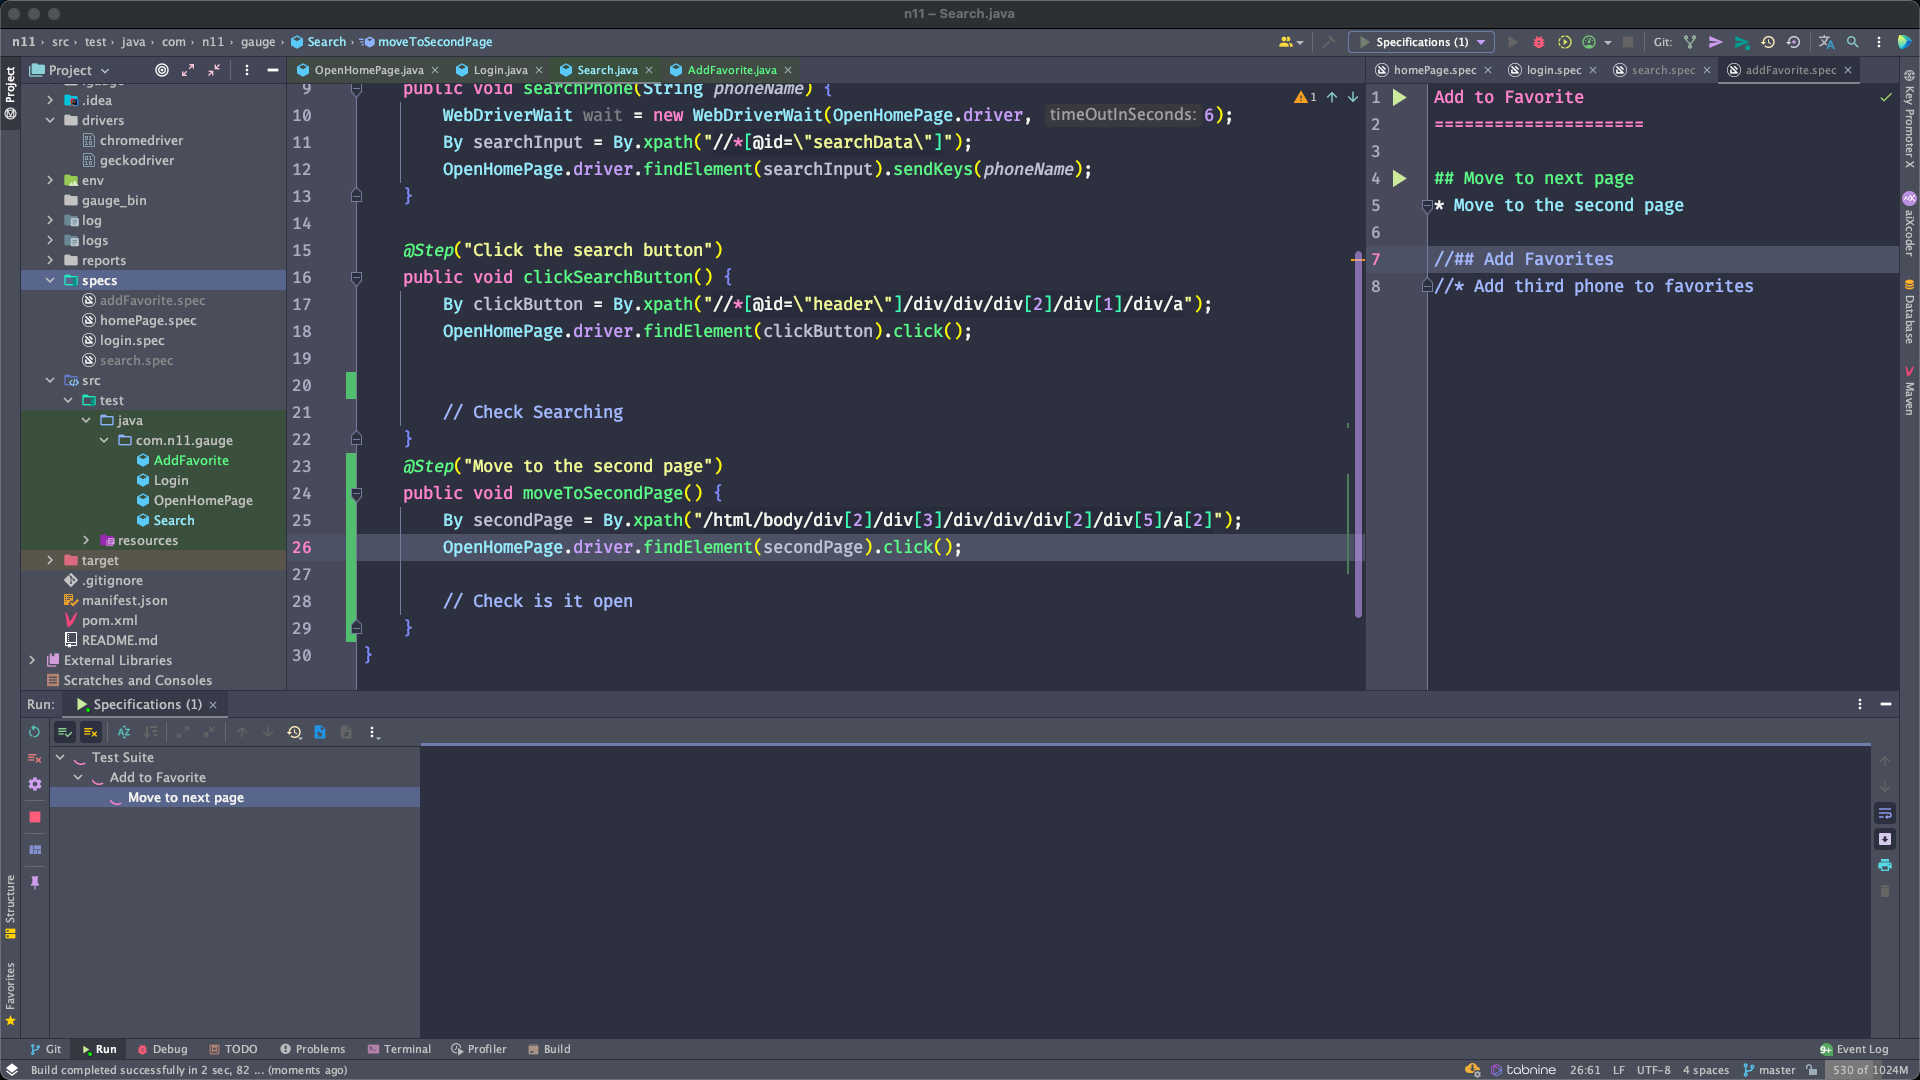 n11 – Search.java
n11 › src › test › java › com › n11 › gauge › Search › moveToSecondPage
Specifications (1)
Git:
Project
OpenHomePage.java
Login.java
Search.java
AddFavorite.java
homePage.spec
login.spec
search.spec
addFavorite.spec
Project
.idea
drivers
chromedriver
geckodriver
env
gauge_bin
log
logs
reports
specs
addFavorite.spec
homePage.spec
login.spec
search.spec
src
test
java
com.n11.gauge
AddFavorite
Login
OpenHomePage
Search
resources
target
.gitignore
manifest.json
pom.xml
README.md
External Libraries
Scratches and Consoles
1
9 public void searchPhone(String phoneName) {
10 WebDriverWait wait = new WebDriverWait(OpenHomePage.driver, timeOutInSeconds: 6);
11 By searchInput = By.xpath("//*[@id=\"searchData\"]");
12 OpenHomePage.driver.findElement(searchInput).sendKeys(phoneName);
13 }
14
15 @Step("Click the search button")
16 public void clickSearchButton() {
17 By clickButton = By.xpath("//*[@id=\"header\"]/div/div/div[2]/div[1]/div/a");
18 OpenHomePage.driver.findElement(clickButton).click();
19
20
21 // Check Searching
22 }
23 @Step("Move to the second page")
24 public void moveToSecondPage() {
25 By secondPage = By.xpath("/html/body/div[2]/div[3]/div/div/div[2]/div[5]/a[2]");
26 OpenHomePage.driver.findElement(secondPage).click();
27
28 // Check is it open
29 }
30 }
1 Add to Favorite
2 =====================
3
4 ## Move to next page
5 * Move to the second page
6
7 //## Add Favorites
8 //* Add third phone to favorites
Key Promoter X
aiXcoder
Database
Maven
Run:
Specifications (1)
Test Suite
Add to Favorite
Move to next page
Structure
Favorites
Git
Run
Debug
TODO
Problems
Terminal
Profiler
Build
9+ Event Log
Build completed successfully in 2 sec, 82 ... (moments ago)
tabnine
26:61
LF
UTF-8
4 spaces
master
530 of 1024M